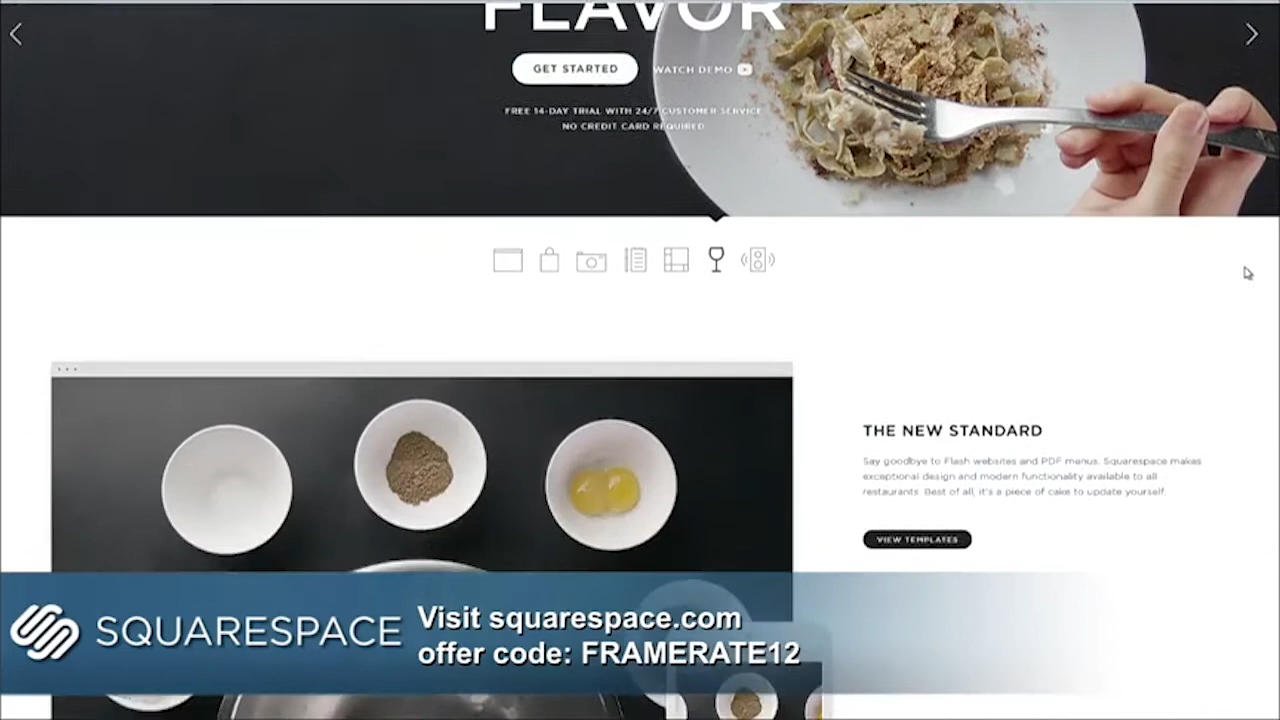 FLAVOR
GET STARTED
WATCH DEMO
FREE 14-DAY TRIAL WITH 24/7 CUSTOMER SERVICE
NO CREDIT CARD REQUIRED
THE NEW STANDARD
Say goodbye to Flash websites and PDF menus. Squarespace makes
exceptional design and modern functionality available to all
restaurants. Best of all, it's a piece of cake to update yourself.
VIEW TEMPLATES
SQUARESPACE
Visit squarespace.com
offer code: FRAMERATE12